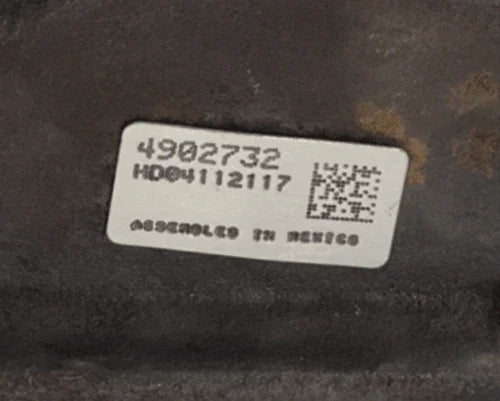 4902732
HD04112117
ASSEMBLED IN MEXICO